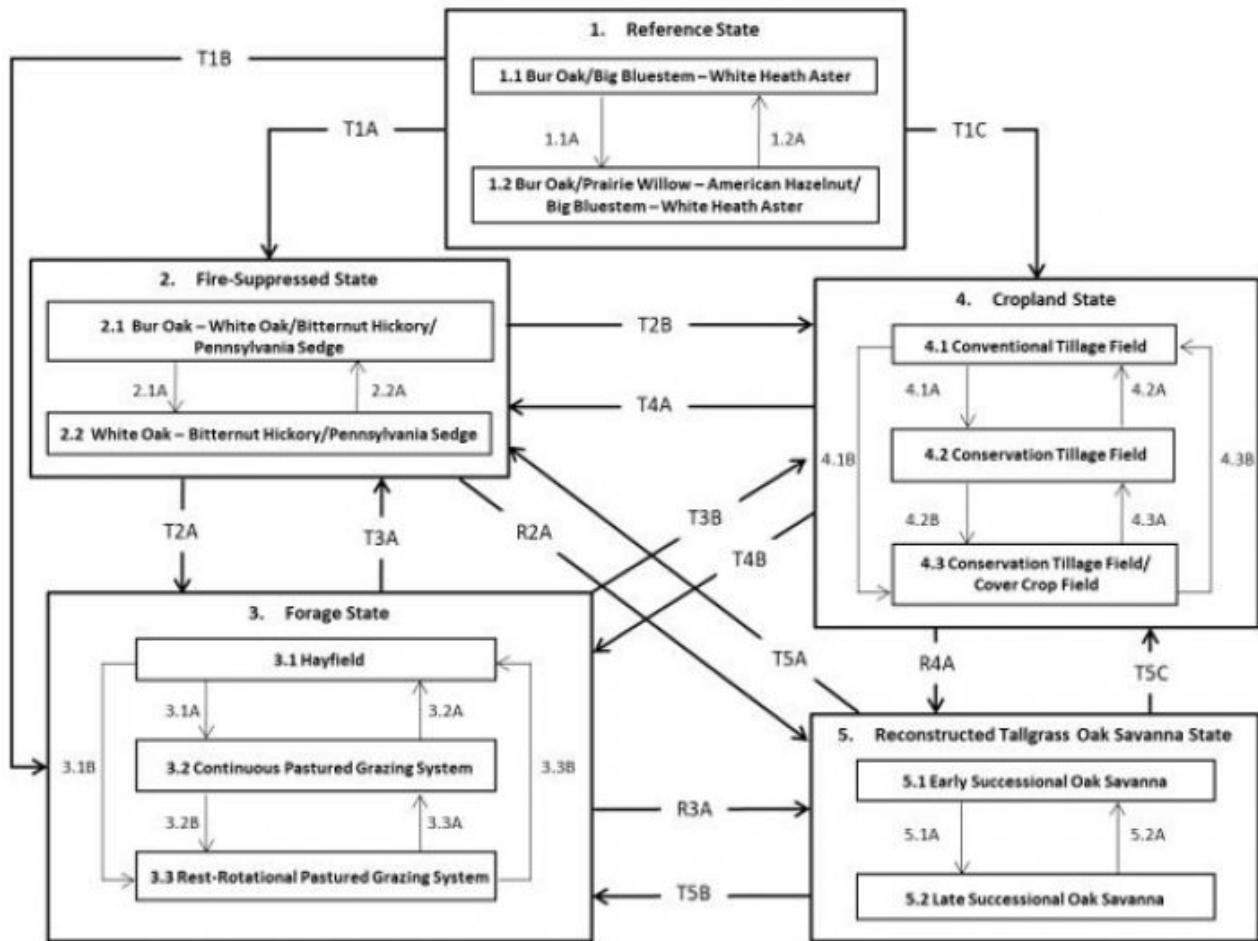 1. Reference State
T1B
1.1 Bur Oak/Big Bluestem – White Heath Aster
T1A
1.1A
1.2A
T1C
1.2 Bur Oak/Prairie Willow – American Hazelnut/
Big Bluestem – White Heath Aster
2. Fire-Suppressed State
2.1 Bur Oak – White Oak/Bitternut Hickory/
Pennsylvania Sedge
2.1A
2.2A
2.2 White Oak – Bitternut Hickory/Pennsylvania Sedge
T2B
T4A
4. Cropland State
4.1 Conventional Tillage Field
4.1A
4.2A
4.2 Conservation Tillage Field
4.1B
4.3B
4.2B
4.3A
4.3 Conservation Tillage Field/
Cover Crop Field
T2A
T3A
R2A
T3B
T4B
T5A
R4A
T5C
3. Forage State
3.1 Hayfield
3.1A
3.2A
3.1B
3.3B
3.2 Continuous Pastured Grazing System
3.2B
3.3A
3.3 Rest-Rotational Pastured Grazing System
R3A
T5B
5. Reconstructed Tallgrass Oak Savanna State
5.1 Early Successional Oak Savanna
5.1A
5.2A
5.2 Late Successional Oak Savanna